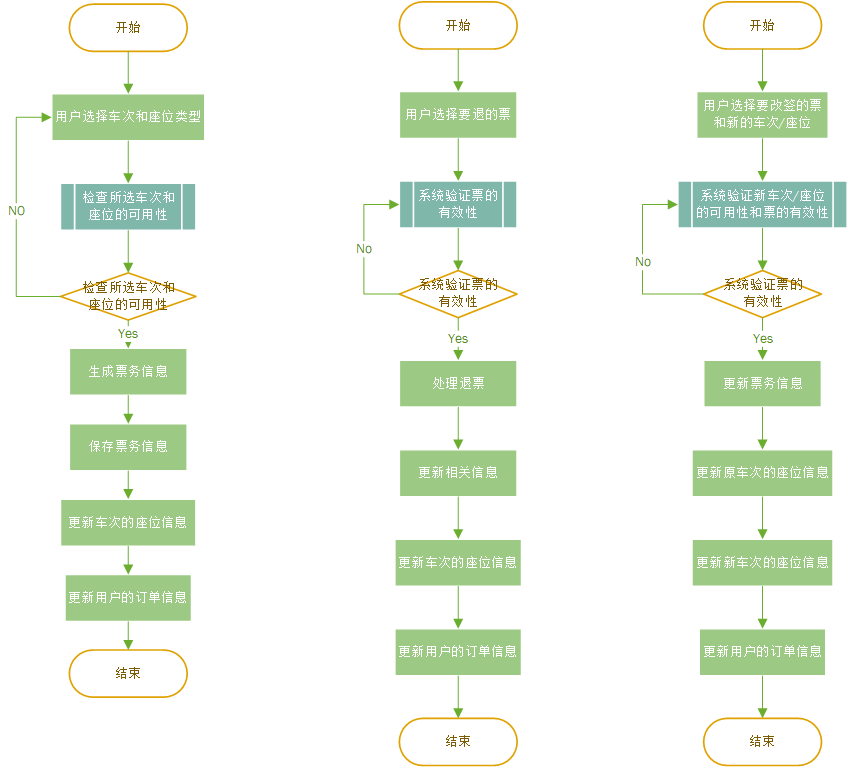 开始
用户选择车次和座位类型
检查所选车次和
座位的可用性
NO
检查所选车次和
座位的可用性
Yes
生成票务信息
保存票务信息
更新车次的座位信息
更新用户的订单信息
结束
开始
用户选择要退的票
系统验证票的
有效性
No
系统验证票的
有效性
Yes
处理退票
更新相关信息
更新车次的座位信息
更新用户的订单信息
结束
开始
用户选择要改签的票
和新的车次/座位
系统验证新车次/座位
的可用性和票的有效性
No
系统验证票的
有效性
Yes
更新票务信息
更新原车次的座位信息
更新新车次的座位信息
更新用户的订单信息
结束